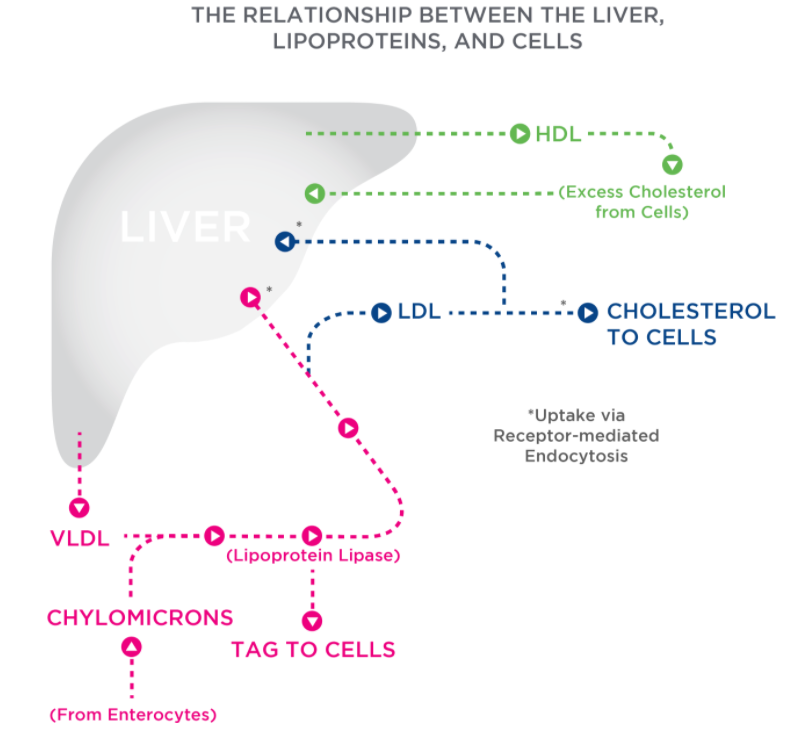 THE RELATIONSHIP BETWEEN THE LIVER,
LIPOPROTEINS, AND CELLS
HDL
(Excess Cholesterol
from Cells)
LIVER
*
*
LDL
*
CHOLESTEROL
TO CELLS
*Uptake via
Receptor-mediated
Endocytosis
VLDL
(Lipoprotein Lipase)
CHYLOMICRONS
TAG TO CELLS
(From Enterocytes)